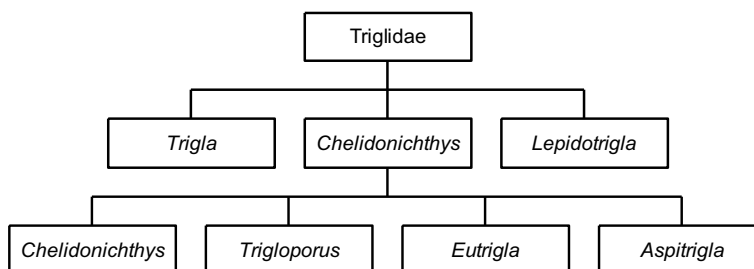 Triglidae
Trigla
Chelidonichthys
Lepidotrigla
Chelidonichthys
Trigloporus
Eutrigla
Aspitrigla